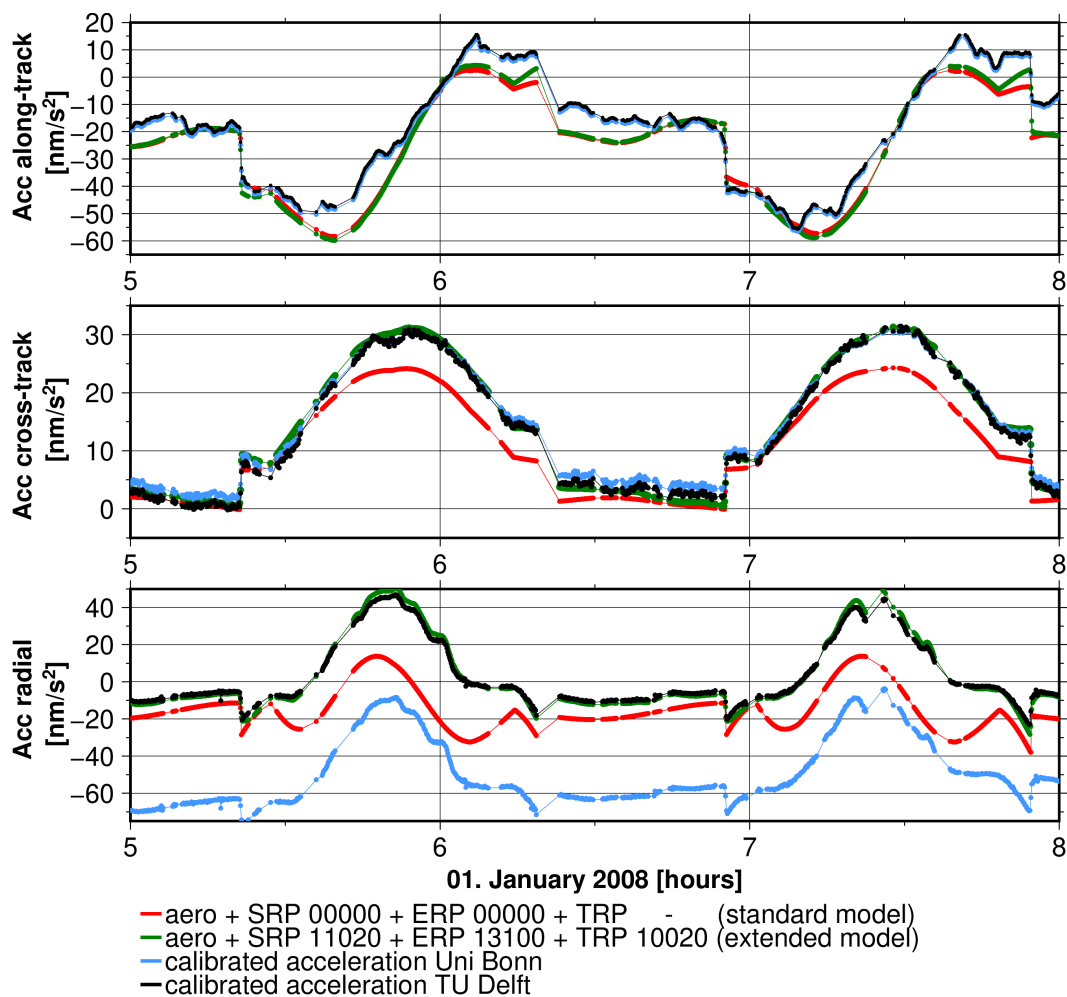 20
10
0
−10
−20
−30
−40
−50
−60
Acc along-track
[nm/s²]
5 6 7 8
30
20
10
0
Acc cross-track
[nm/s²]
5 6 7 8
40
20
0
−20
−40
−60
Acc radial
[nm/s²]
5 6 7 8
01. January 2008 [hours]
aero + SRP 00000 + ERP 00000 + TRP - (standard model)
aero + SRP 11020 + ERP 13100 + TRP 10020 (extended model)
calibrated acceleration Uni Bonn
calibrated acceleration TU Delft